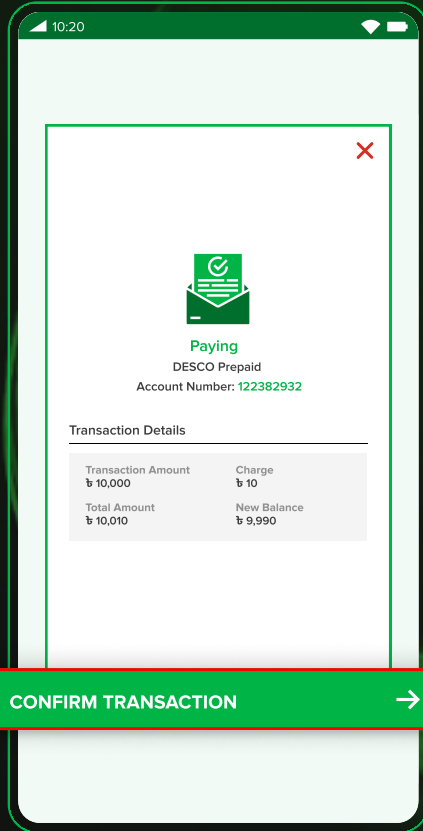 10:20
Paying
DESCO Prepaid
Account Number: 122382932
Transaction Details
Transaction Amount Charge
৳ 10,000 ৳ 10
Total Amount New Balance
৳ 10,010 ৳ 9,990
CONFIRM TRANSACTION